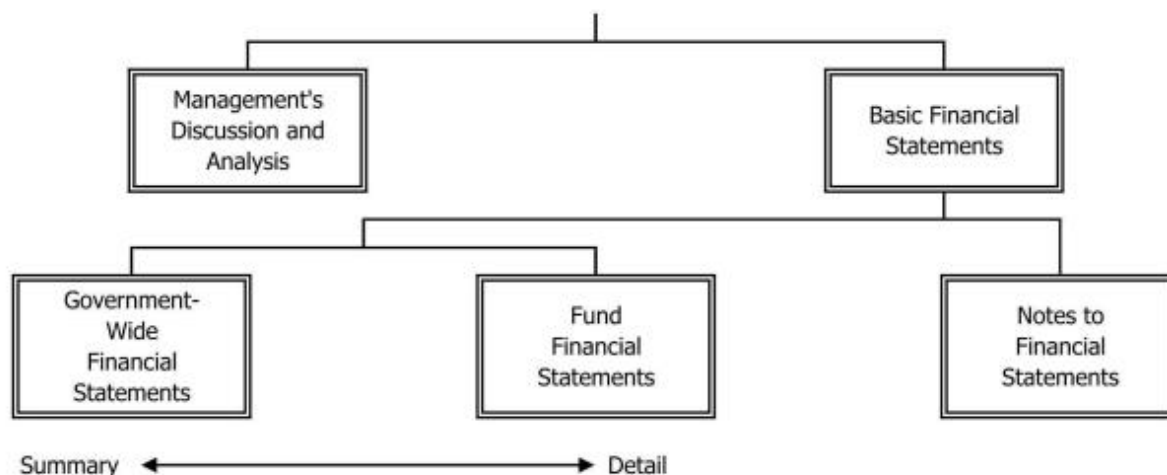 Management's
Discussion and
Analysis
Basic Financial
Statements
Government-
Wide
Financial
Statements
Fund
Financial
Statements
Notes to
Financial
Statements
Summary
Detail